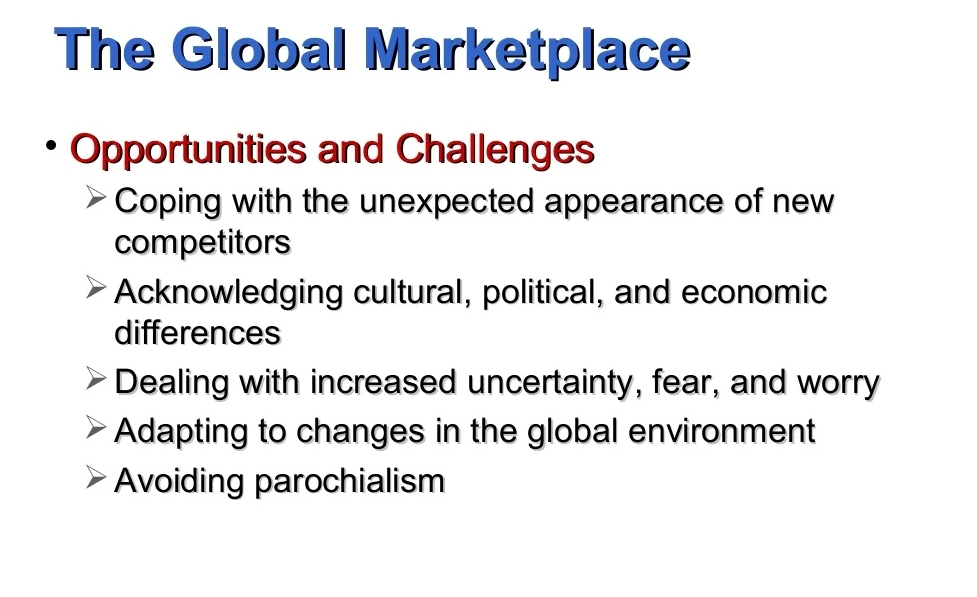 The Global Marketplace
• Opportunities and Challenges
➢ Coping with the unexpected appearance of new
competitors
➢ Acknowledging cultural, political, and economic
differences
➢ Dealing with increased uncertainty, fear, and worry
➢ Adapting to changes in the global environment
➢ Avoiding parochialism